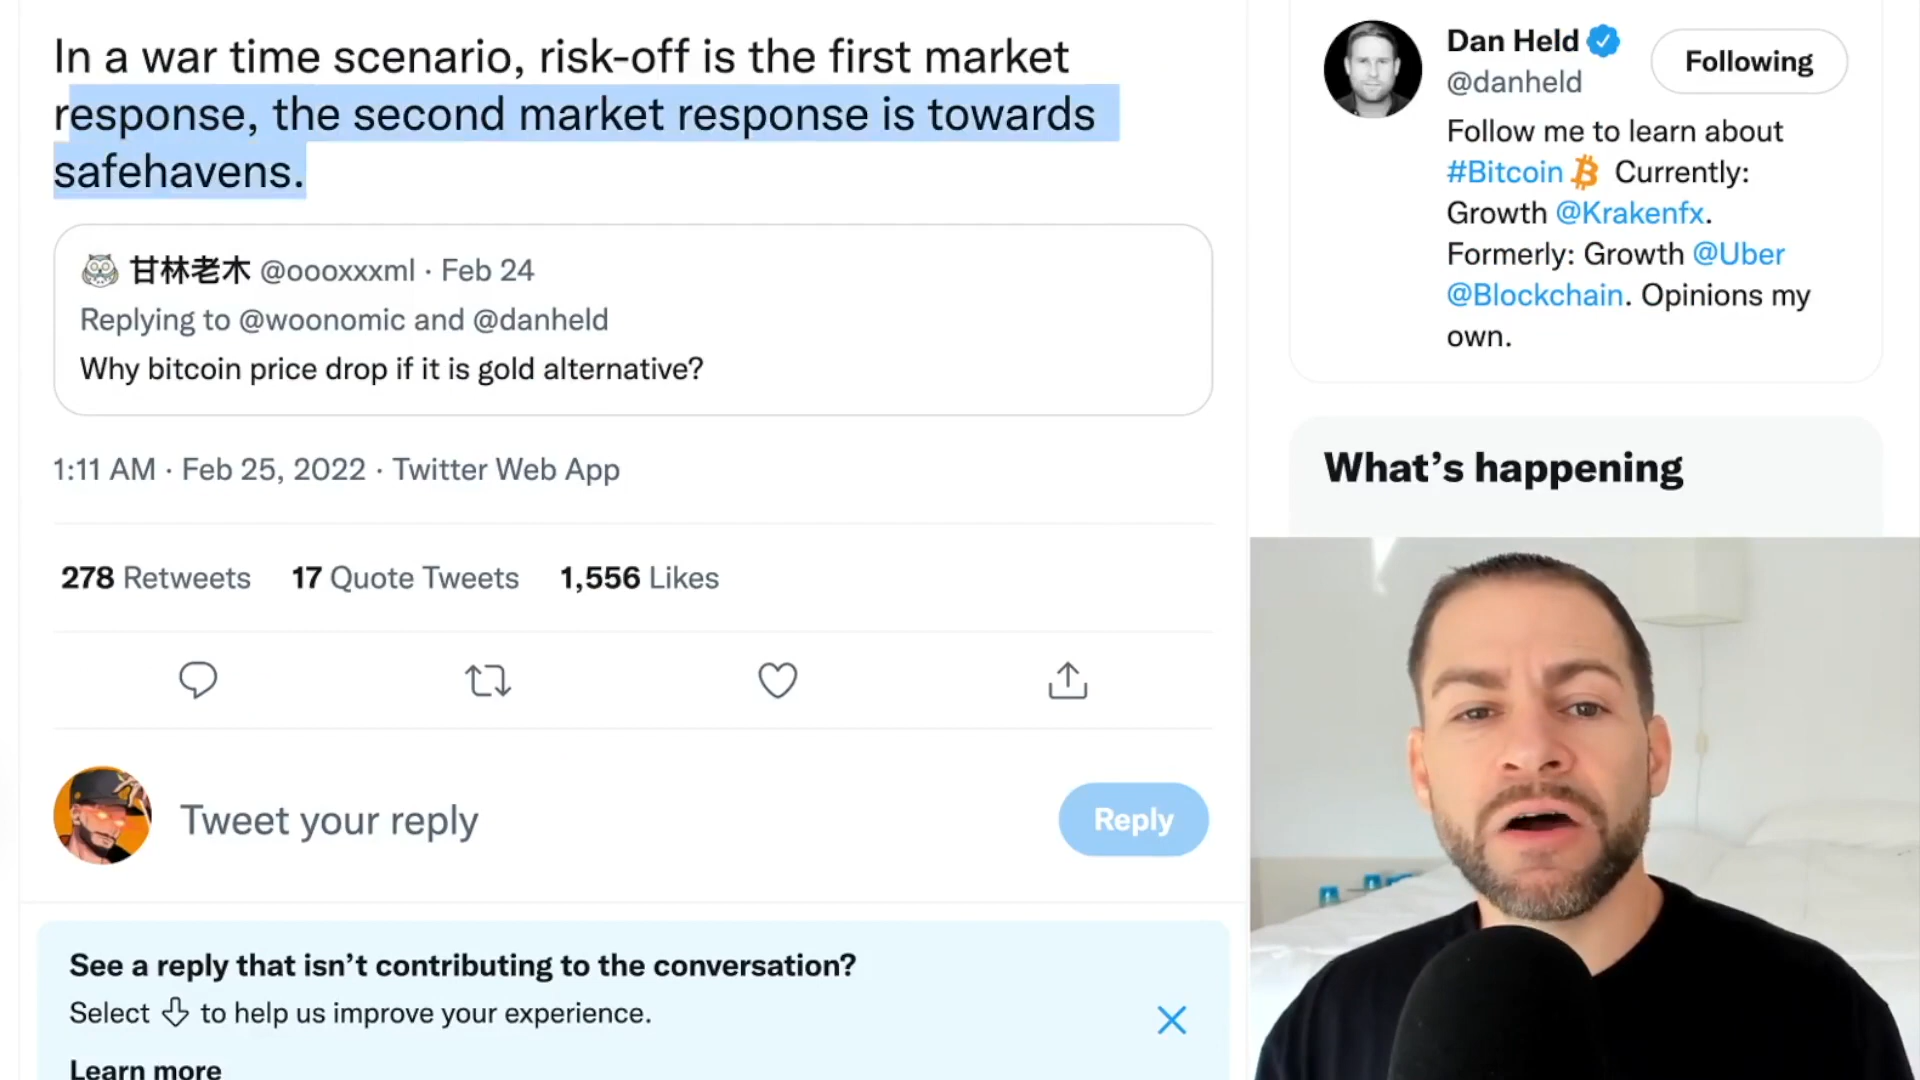 In a war time scenario, risk-off is the first market
response, the second market response is towards
safehavens.
甘林老木 @oooxxxml · Feb 24
Replying to @woonomic and @danheld
Why bitcoin price drop if it is gold alternative?
1:11 AM · Feb 25, 2022 · Twitter Web App
278 Retweets 17 Quote Tweets 1,556 Likes
Tweet your reply
Reply
See a reply that isn’t contributing to the conversation?
Select to help us improve your experience.
Learn more
Dan Held
@danheld
Following
Follow me to learn about
#Bitcoin Currently:
Growth @Krakenfx.
Formerly: Growth @Uber
@Blockchain. Opinions my
own.
What’s happening